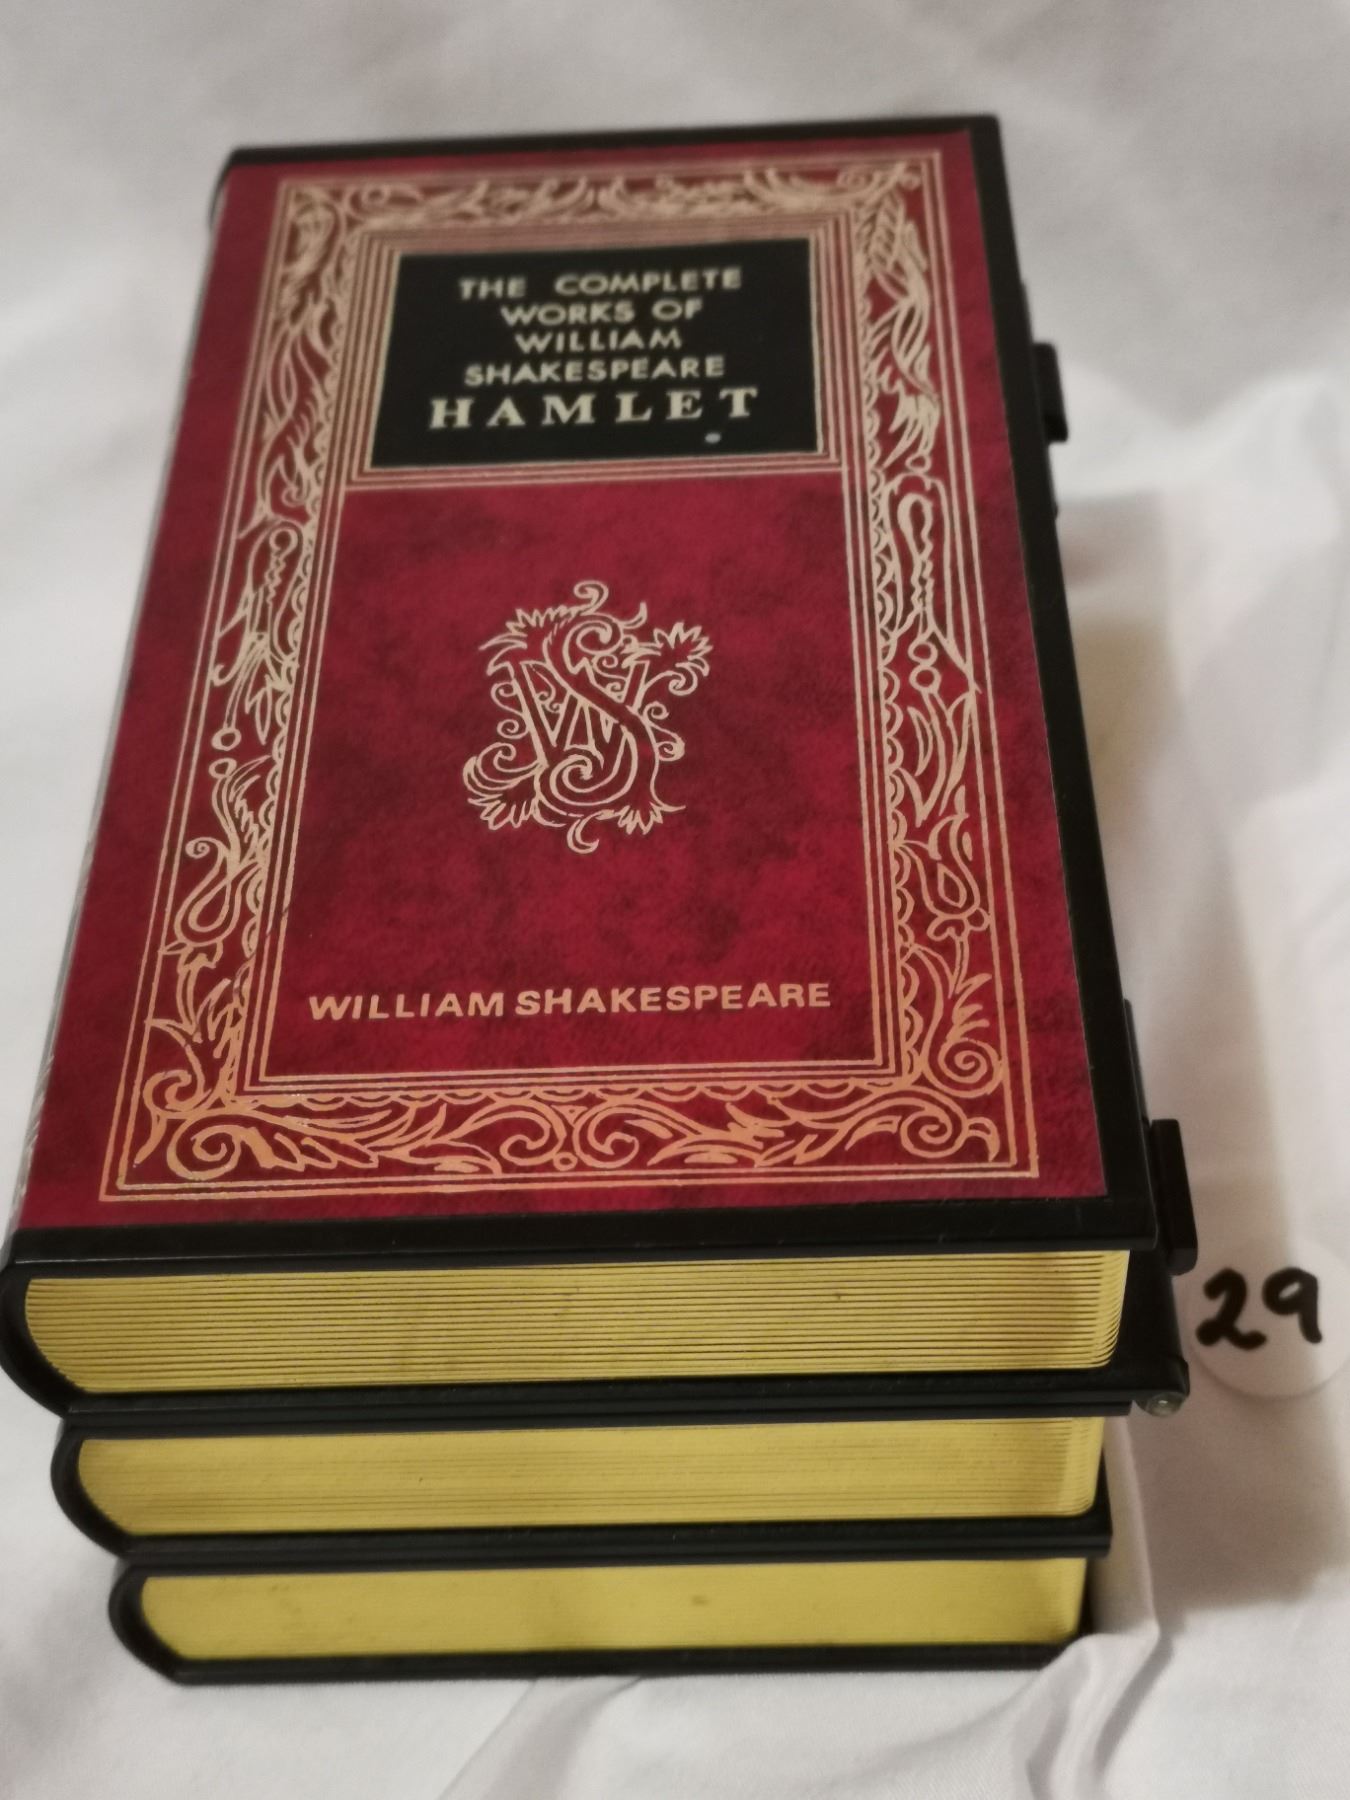 THE COMPLETE
WORKS OF
WILLIAM
SHAKESPEARE
HAMLET
WS
WILLIAM SHAKESPEARE
29